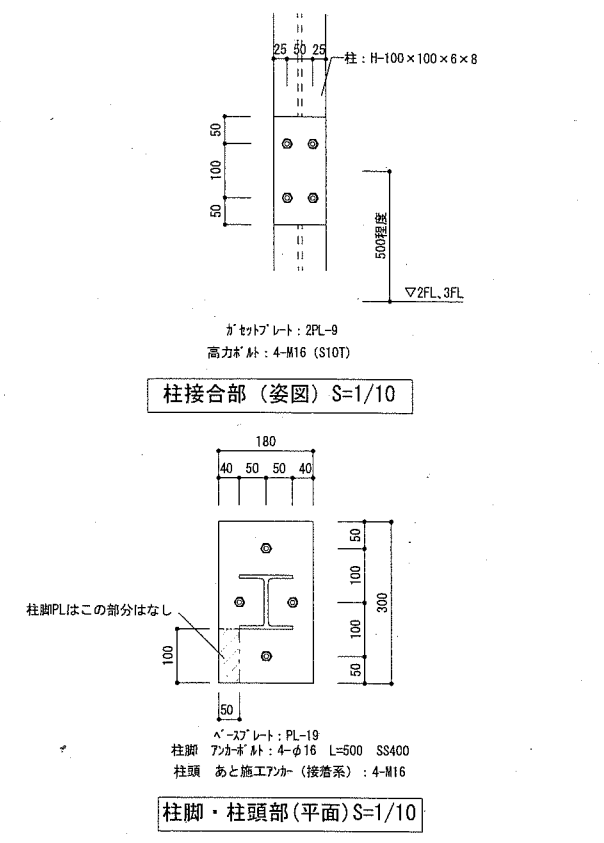 25 50 25
柱：H-100×100×6×8
50
100
50
500程度
▽2FL、3FL
ｶﾞｾｯﾄﾌﾟﾚｰﾄ：2PL-9
高力ﾎﾞﾙﾄ：4-M16（S10T）
柱接合部（姿図）S=1/10
180
40 50 50 40
50
100
100
50
300
柱脚PLはこの部分はなし
100
50
ﾍﾞｰｽﾌﾟﾚｰﾄ：PL-19
柱脚 ｱﾝｶｰﾎﾞﾙﾄ：4-φ16 L=500 SS400
柱頭 あと施工ｱﾝｶｰ（接着系）：4-M16
柱脚・柱頭部(平面)S=1/10